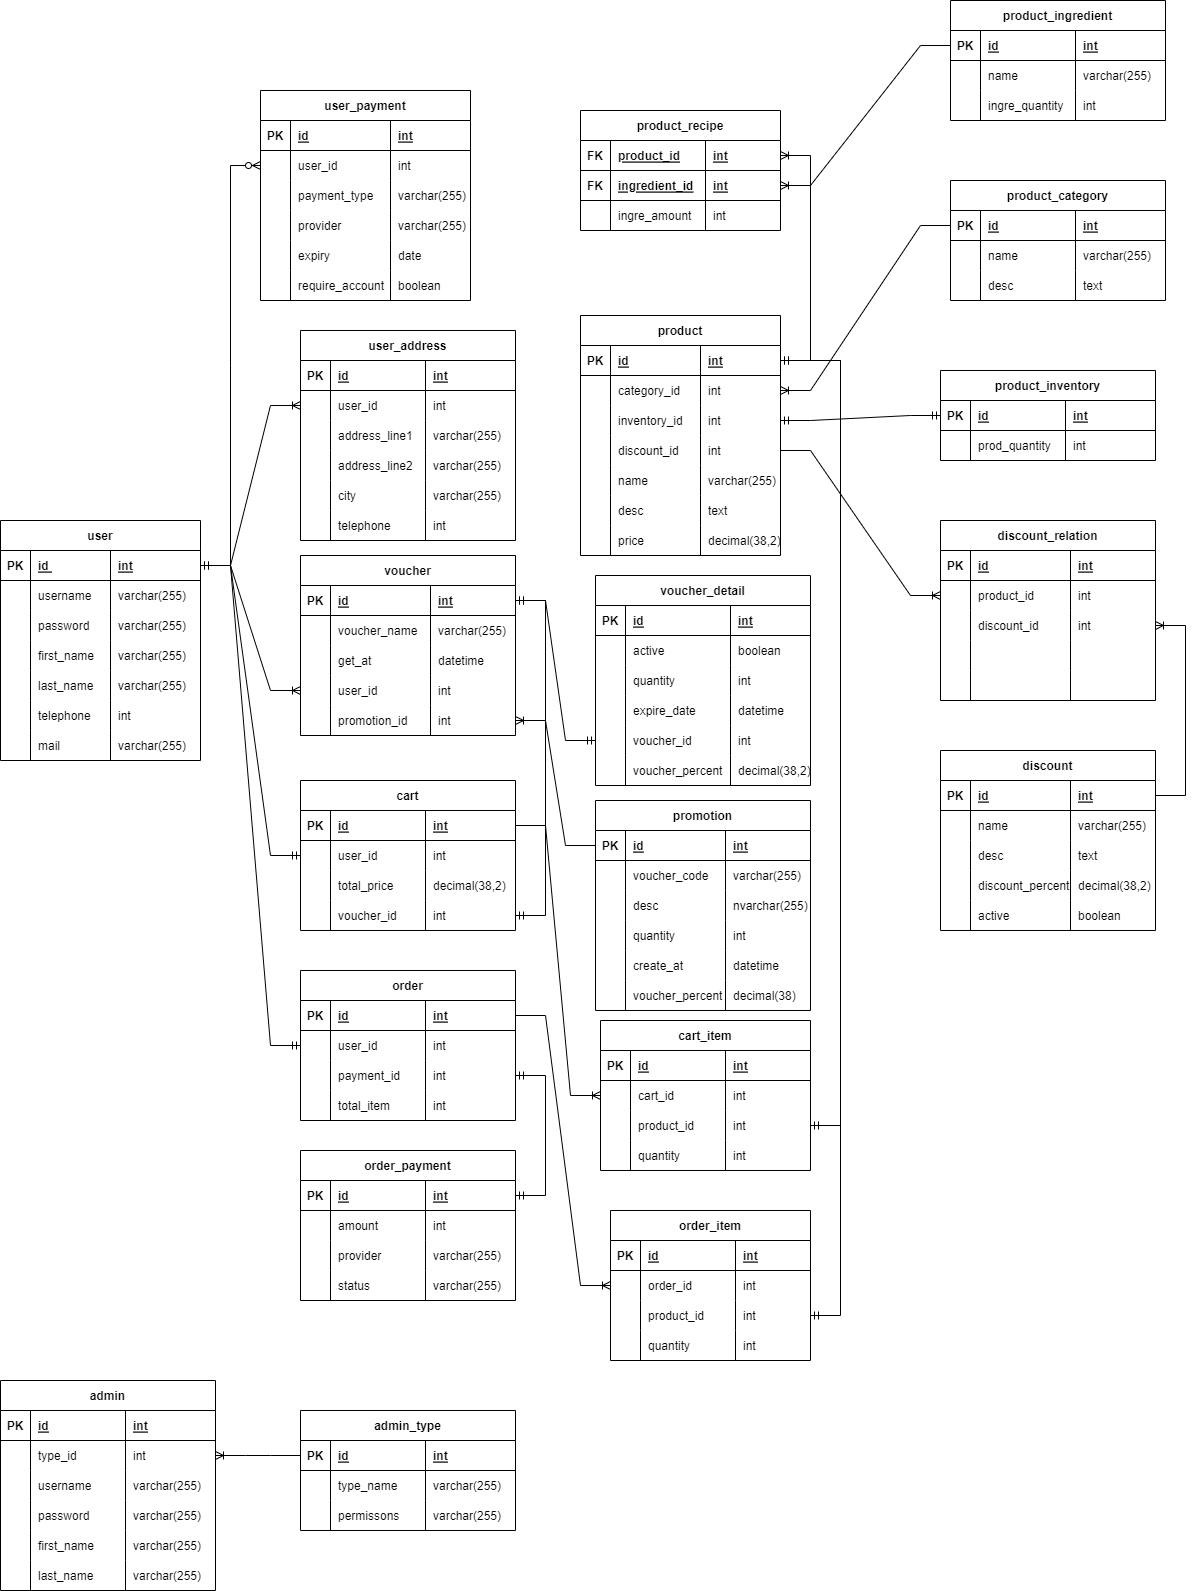 product_ingredient
PK id int
name varchar(255)
ingre_quantity int
user_payment
PK id int
user_id int
payment_type varchar(255)
provider varchar(255)
expiry date
require_account boolean
product_recipe
FK product_id int
FK ingredient_id int
ingre_amount int
product_category
PK id int
name varchar(255)
desc text
user_address
PK id int
user_id int
address_line1 varchar(255)
address_line2 varchar(255)
city varchar(255)
telephone int
product
PK id int
category_id int
inventory_id int
discount_id int
name varchar(255)
desc text
price decimal(38,2)
product_inventory
PK id int
prod_quantity int
user
PK id int
username varchar(255)
password varchar(255)
first_name varchar(255)
last_name varchar(255)
telephone int
mail varchar(255)
voucher
PK id int
voucher_name varchar(255)
get_at datetime
user_id int
promotion_id int
voucher_detail
PK id int
active boolean
quantity int
expire_date datetime
voucher_id int
voucher_percent decimal(38,2)
discount_relation
PK id int
product_id int
discount_id int
cart
PK id int
user_id int
total_price decimal(38,2)
voucher_id int
promotion
PK id int
voucher_code varchar(255)
desc nvarchar(255)
quantity int
create_at datetime
voucher_percent decimal(38)
discount
PK id int
name varchar(255)
desc text
discount_percent decimal(38,2)
active boolean
order
PK id int
user_id int
payment_id int
total_item int
cart_item
PK id int
cart_id int
product_id int
quantity int
order_payment
PK id int
amount int
provider varchar(255)
status varchar(255)
order_item
PK id int
order_id int
product_id int
quantity int
admin
PK id int
type_id int
username varchar(255)
password varchar(255)
first_name varchar(255)
last_name varchar(255)
admin_type
PK id int
type_name varchar(255)
permissons varchar(255)